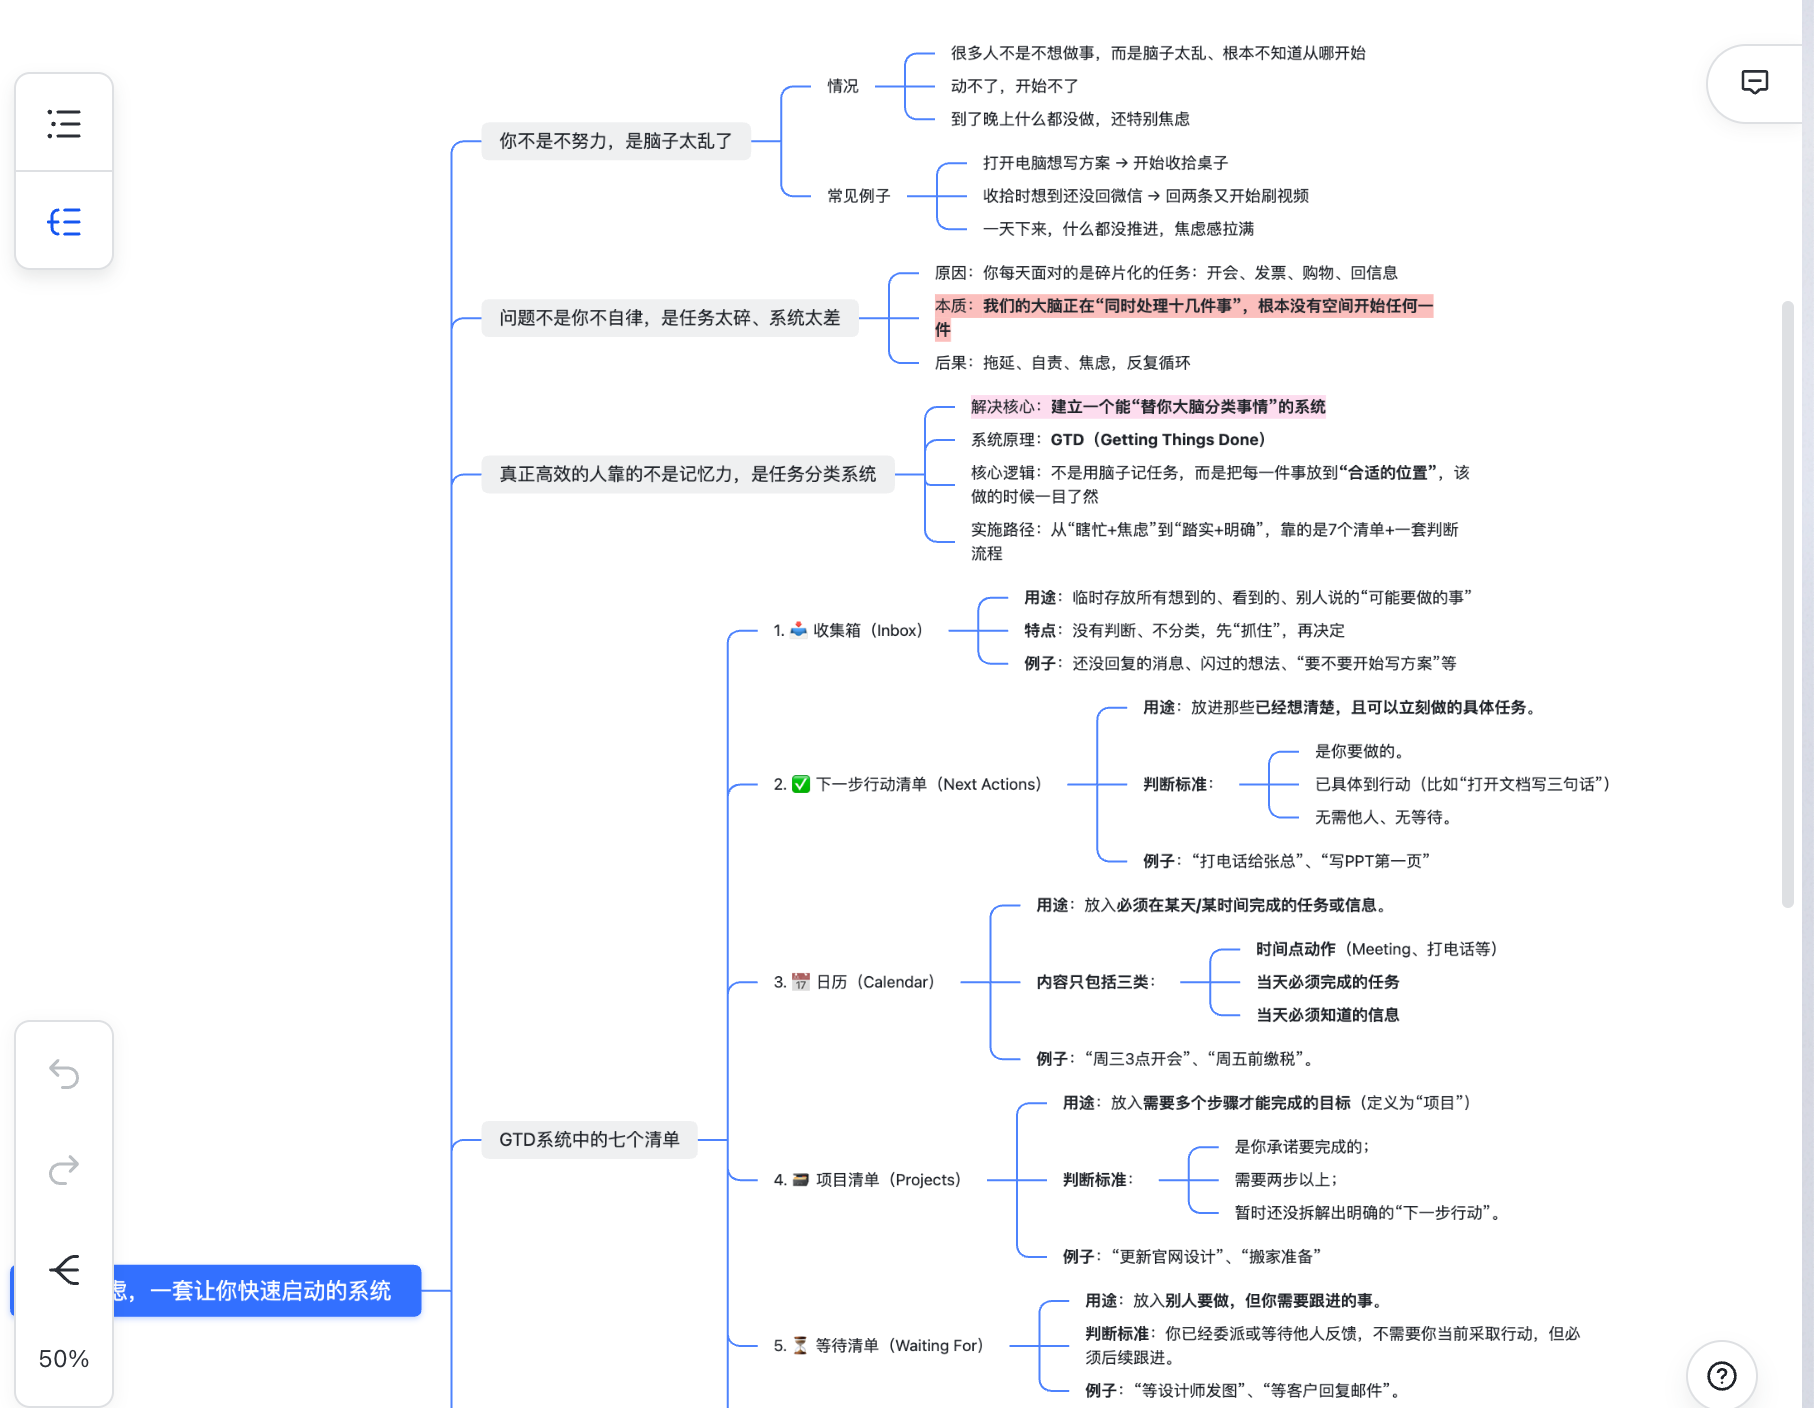 很多人不是不想做事，而是脑子太乱、根本不知道从哪开始
情况
动不了，开始不了
到了晚上什么都没做，还特别焦虑
你不是不努力，是脑子太乱了
打开电脑想写方案 → 开始收拾桌子
常见例子
收拾时想到还没回微信 → 回两条又开始刷视频
一天下来，什么都没推进，焦虑感拉满
原因：你每天面对的是碎片化的任务：开会、发票、购物、回信息
问题不是你不自律，是任务太碎、系统太差
本质：我们的大脑正在“同时处理十几件事”，根本没有空间开始任何一
件
后果：拖延、自责、焦虑，反复循环
解决核心：建立一个能“替你大脑分类事情”的系统
系统原理：GTD（Getting Things Done）
真正高效的人靠的不是记忆力，是任务分类系统
核心逻辑：不是用脑子记任务，而是把每一件事放到“合适的位置”，该
做的时候一目了然
实施路径：从“瞎忙+焦虑”到“踏实+明确”，靠的是7个清单+一套判断
流程
用途：临时存放所有想到的、看到的、别人说的“可能要做的事”
1. 📥 收集箱（Inbox）
特点：没有判断、不分类，先“抓住”，再决定
例子：还没回复的消息、闪过的想法、“要不要开始写方案”等
用途：放进那些已经想清楚，且可以立刻做的具体任务。
是你要做的。
2. ✅ 下一步行动清单（Next Actions）
判断标准：
已具体到行动（比如“打开文档写三句话”）
无需他人、无等待。
例子：“打电话给张总”、“写PPT第一页”
用途：放入必须在某天/某时间完成的任务或信息。
时间点动作（Meeting、打电话等）
3. 📅 日历（Calendar）
内容只包括三类：
当天必须完成的任务
当天必须知道的信息
例子：“周三3点开会”、“周五前缴税”。
用途：放入需要多个步骤才能完成的目标（定义为“项目”）
GTD系统中的七个清单
是你承诺要完成的；
4. 🗃 项目清单（Projects）
判断标准：
需要两步以上；
暂时还没拆解出明确的“下一步行动”。
例子：“更新官网设计”、“搬家准备”
虑，一套让你快速启动的系统
用途：放入别人要做，但你需要跟进的事。
5. ⏳ 等待清单（Waiting For）
判断标准：你已经委派或等待他人反馈，不需要你当前采取行动，但必
须后续跟进。
例子：“等设计师发图”、“等客户回复邮件”。
50%